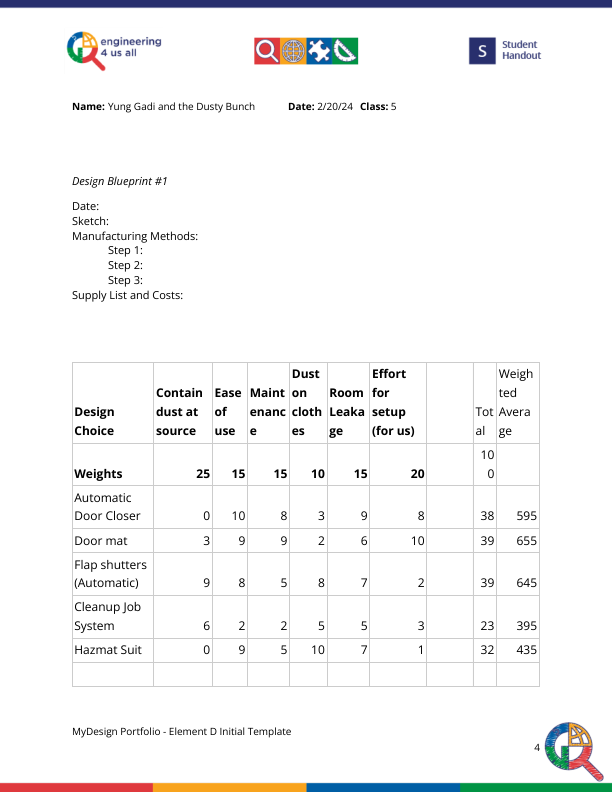 engineering
4 us all
S Student
Handout
Name: Yung Gadi and the Dusty Bunch Date: 2/20/24 Class: 5
Design Blueprint #1
Date:
Sketch:
Manufacturing Methods:
Step 1:
Step 2:
Step 3:
Supply List and Costs:
Design
Choice
Contain
dust at
source
Ease
of
use
Maint
enanc
e
Dust
on
cloth
es
Room
Leaka
ge
Effort
for
setup
(for us)
Tot
al
Weigh
ted
Avera
ge
Weights 25 15 15 10 15 20 10
0
Automatic
Door Closer 0 10 8 3 9 8 38 595
Door mat 3 9 9 2 6 10 39 655
Flap shutters
(Automatic) 9 8 5 8 7 2 39 645
Cleanup Job
System 6 2 2 5 5 3 23 395
Hazmat Suit 0 9 5 10 7 1 32 435
MyDesign Portfolio - Element D Initial Template
4